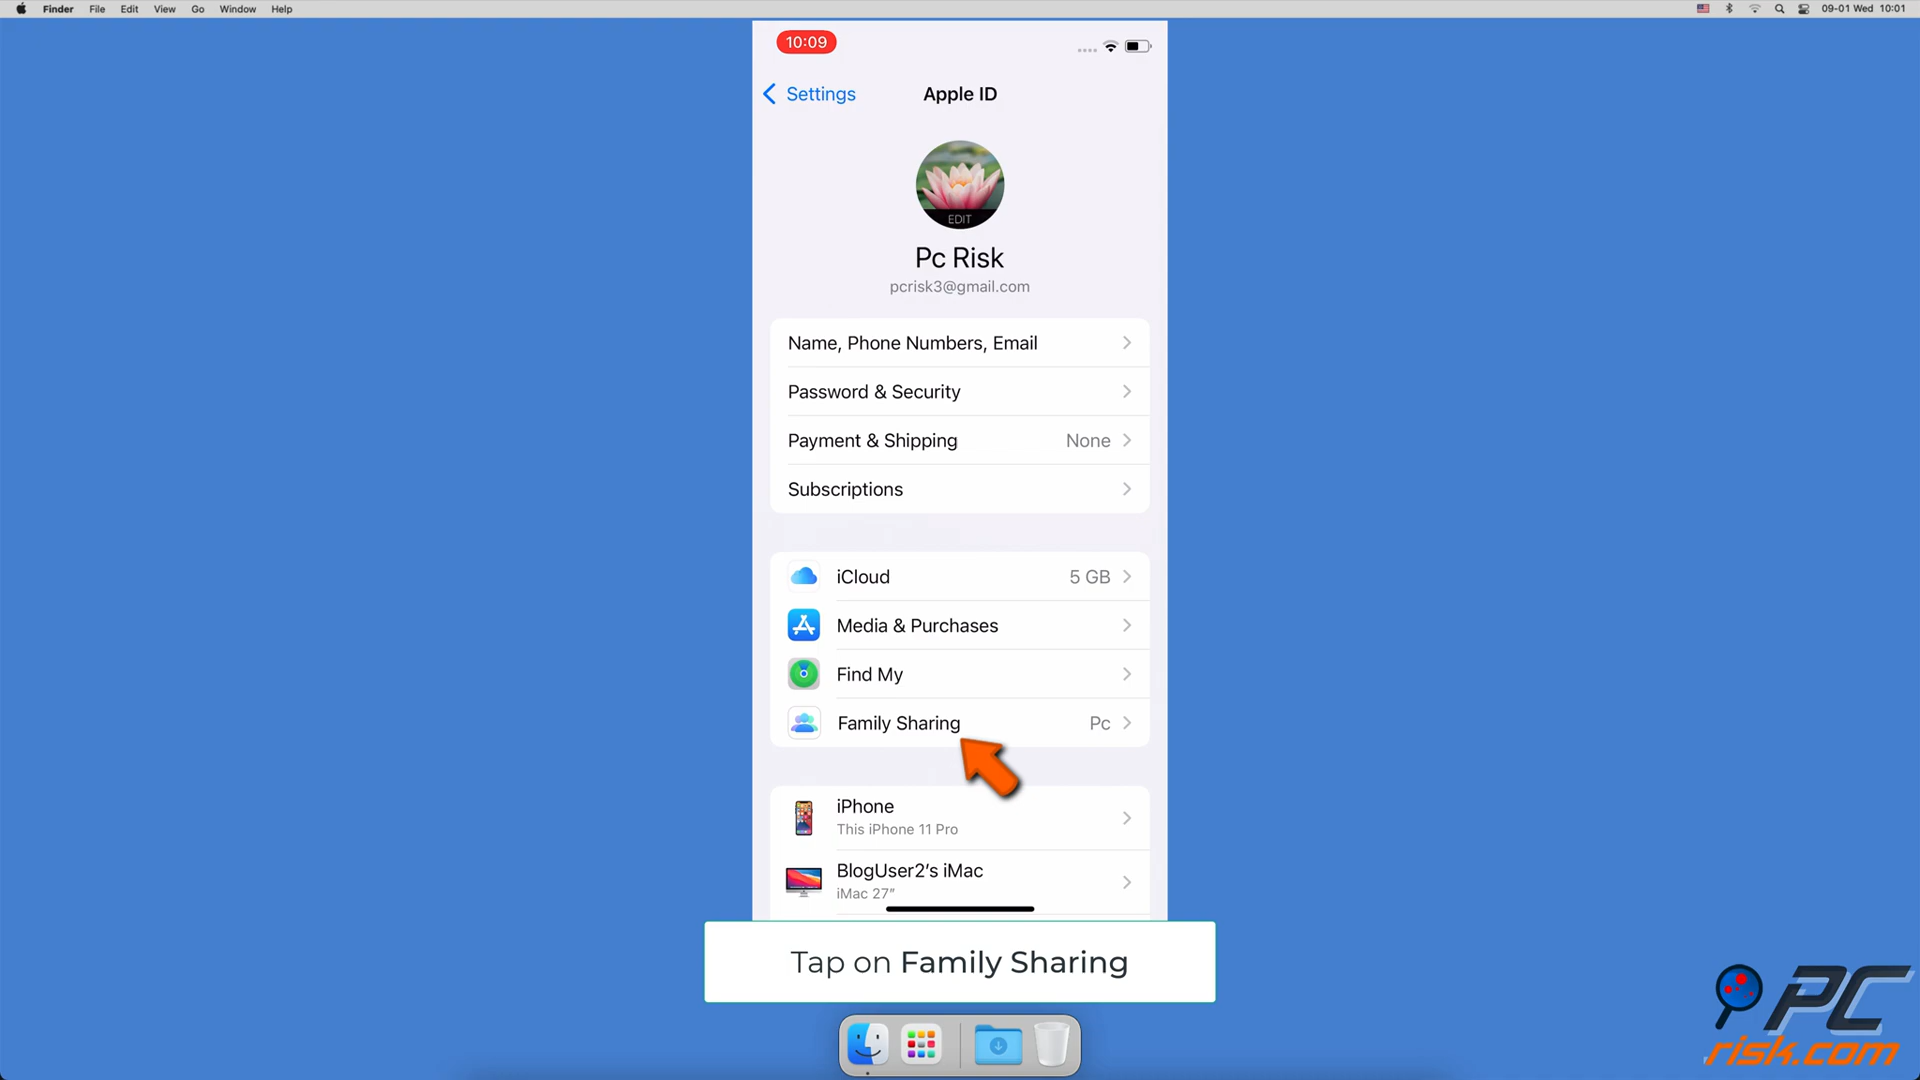 Finder File Edit View Go Window Help
09-01 Wed 10:01
10:09
Settings
Apple ID
EDIT
Pc Risk
pcrisk3@gmail.com
Name, Phone Numbers, Email
Password & Security
Payment & Shipping None
Subscriptions
iCloud 5 GB
Media & Purchases
Find My
Family Sharing Pc
iPhone
This iPhone 11 Pro
BlogUser2’s iMac
iMac 27”
Tap on Family Sharing
PC
risk.com